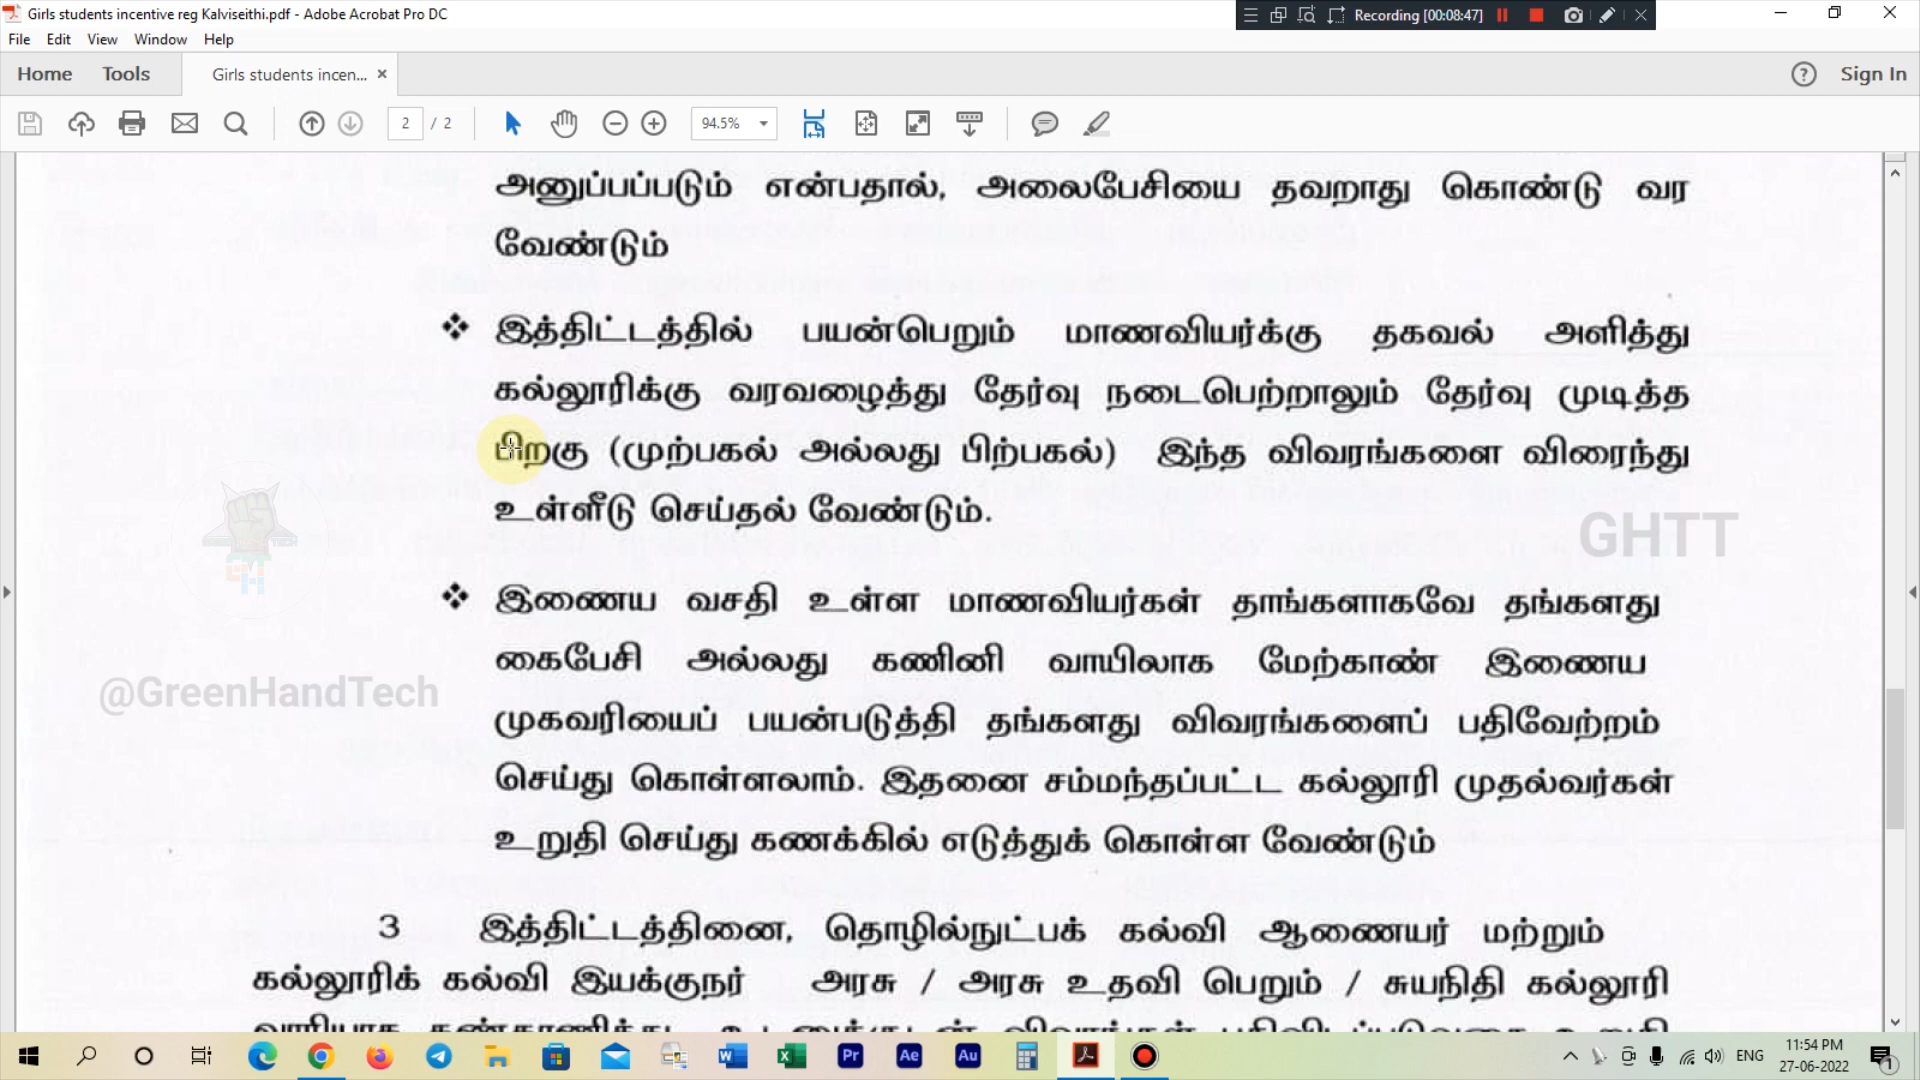 Girls students incentive reg Kalviseithi.pdf - Adobe Acrobat Pro DC
Recording [00:08:47]
File Edit View Window Help
Home Tools Girls students incen... Sign In
2 / 2 94.5%
அனுப்பப்படும் என்பதால், அலைபேசியை தவறாது கொண்டு வர
வேண்டும்
❖ இத்திட்டத்தில் பயன்பெறும் மாணவியர்க்கு தகவல் அளித்து
கல்லூரிக்கு வரவழைத்து தேர்வு நடைபெற்றாலும் தேர்வு முடித்த
பிறகு (முற்பகல் அல்லது பிற்பகல்) இந்த விவரங்களை விரைந்து
உள்ளீடு செய்தல் வேண்டும்.
GHTT
❖ இணைய வசதி உள்ள மாணவியர்கள் தாங்களாகவே தங்களது
கைபேசி அல்லது கணினி வாயிலாக மேற்காண் இணைய
@GreenHandTech
முகவரியைப் பயன்படுத்தி தங்களது விவரங்களைப் பதிவேற்றம்
செய்து கொள்ளலாம். இதனை சம்மந்தப்பட்ட கல்லூரி முதல்வர்கள்
உறுதி செய்து கணக்கில் எடுத்துக் கொள்ள வேண்டும்
3 இத்திட்டத்தினை, தொழில்நுட்பக் கல்வி ஆணையர் மற்றும்
கல்லூரிக் கல்வி இயக்குநர் அரசு / அரசு உதவி பெறும் / சுயநிதி கல்லூரி
ENG 11:54 PM
27-06-2022